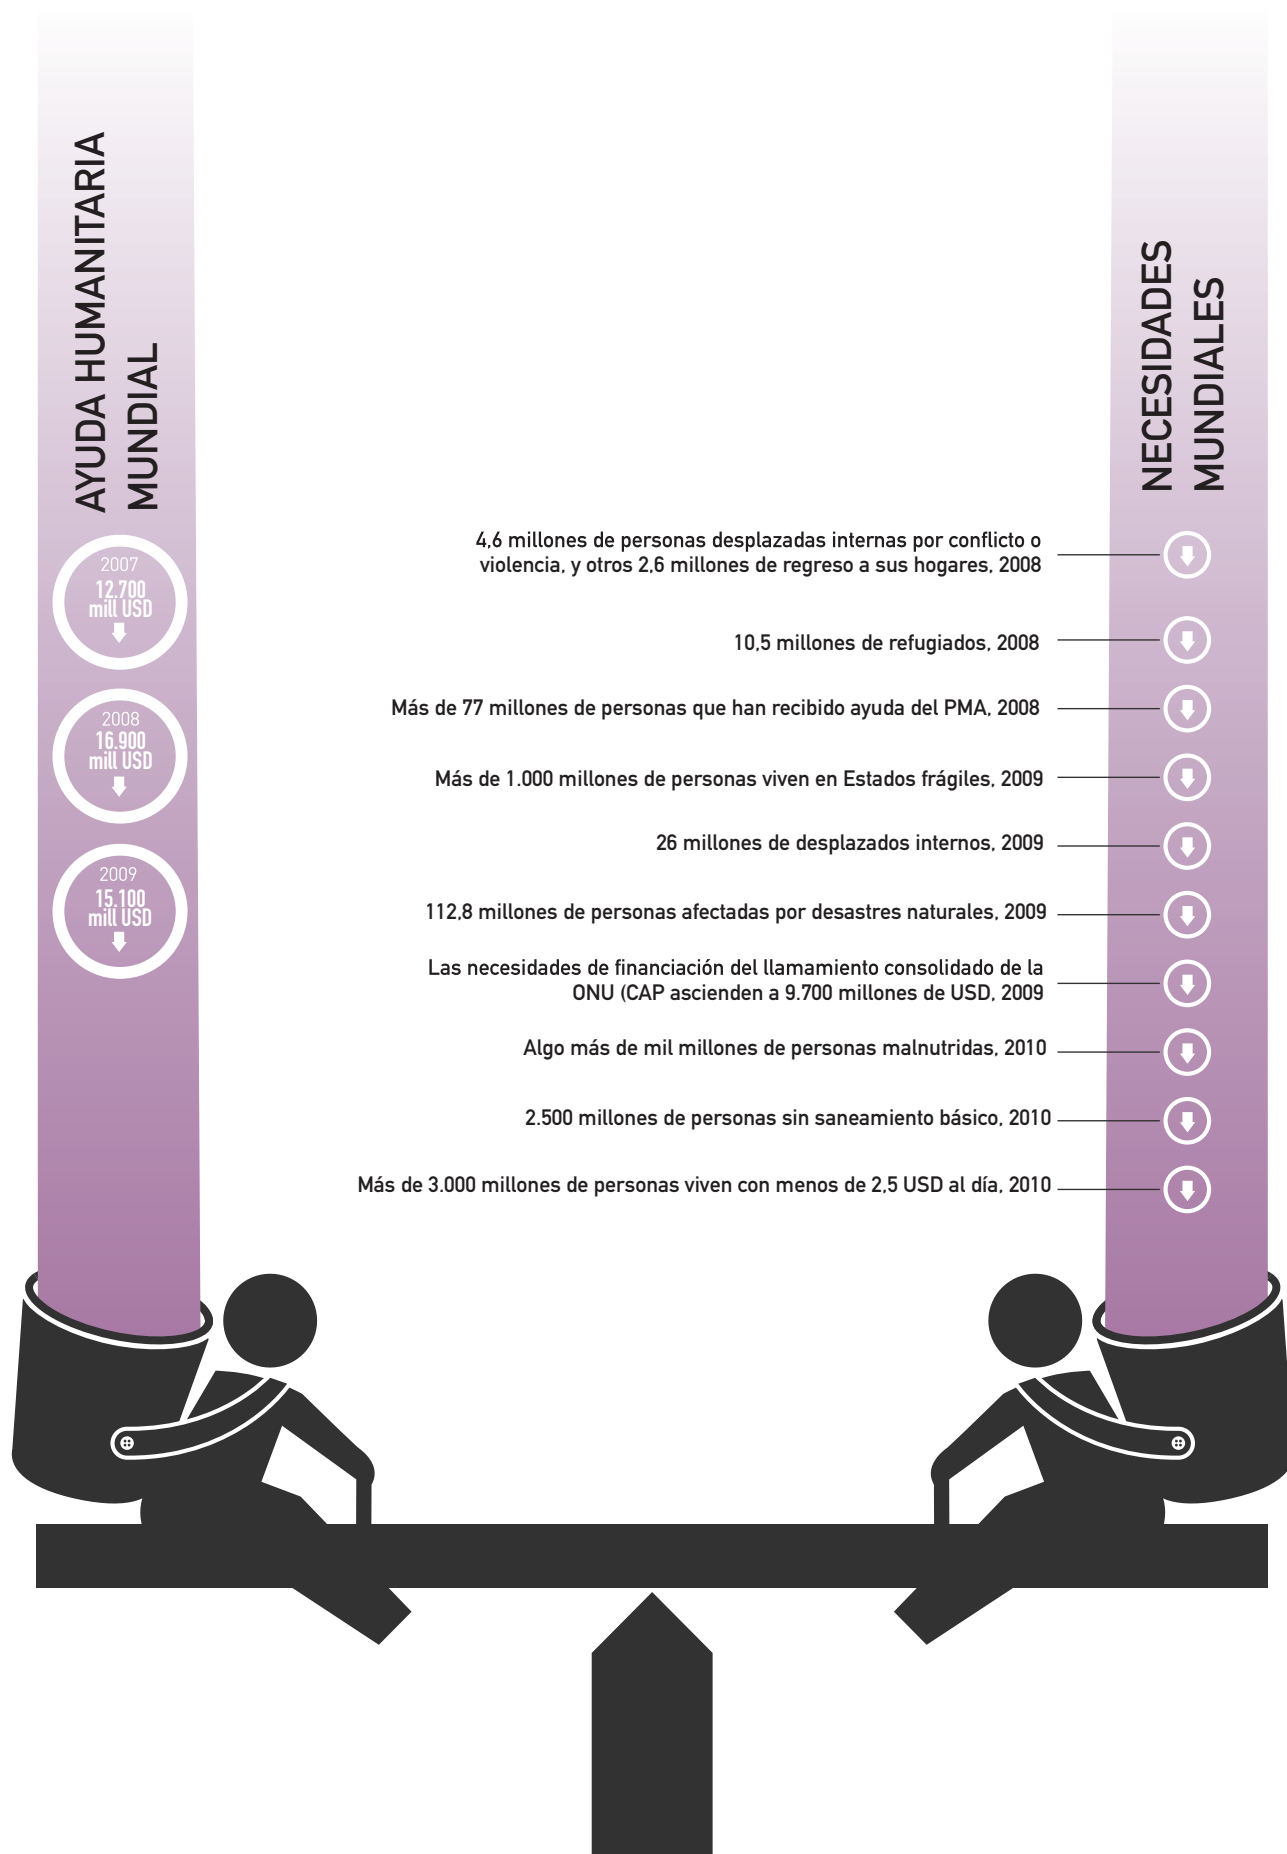 AYUDA HUMANITARIA
MUNDIAL
2007
12.700
mill USD
2008
16.900
mill USD
2009
15.100
mill USD
NECESIDADES
MUNDIALES
4,6 millones de personas desplazadas internas por conflicto o
violencia, y otros 2,6 millones de regreso a sus hogares, 2008
10,5 millones de refugiados, 2008
Más de 77 millones de personas que han recibido ayuda del PMA, 2008
Más de 1.000 millones de personas viven en Estados frágiles, 2009
26 millones de desplazados internos, 2009
112,8 millones de personas afectadas por desastres naturales, 2009
Las necesidades de financiación del llamamiento consolidado de la
ONU (CAP ascienden a 9.700 millones de USD, 2009
Algo más de mil millones de personas malnutridas, 2010
2.500 millones de personas sin saneamiento básico, 2010
Más de 3.000 millones de personas viven con menos de 2,5 USD al día, 2010